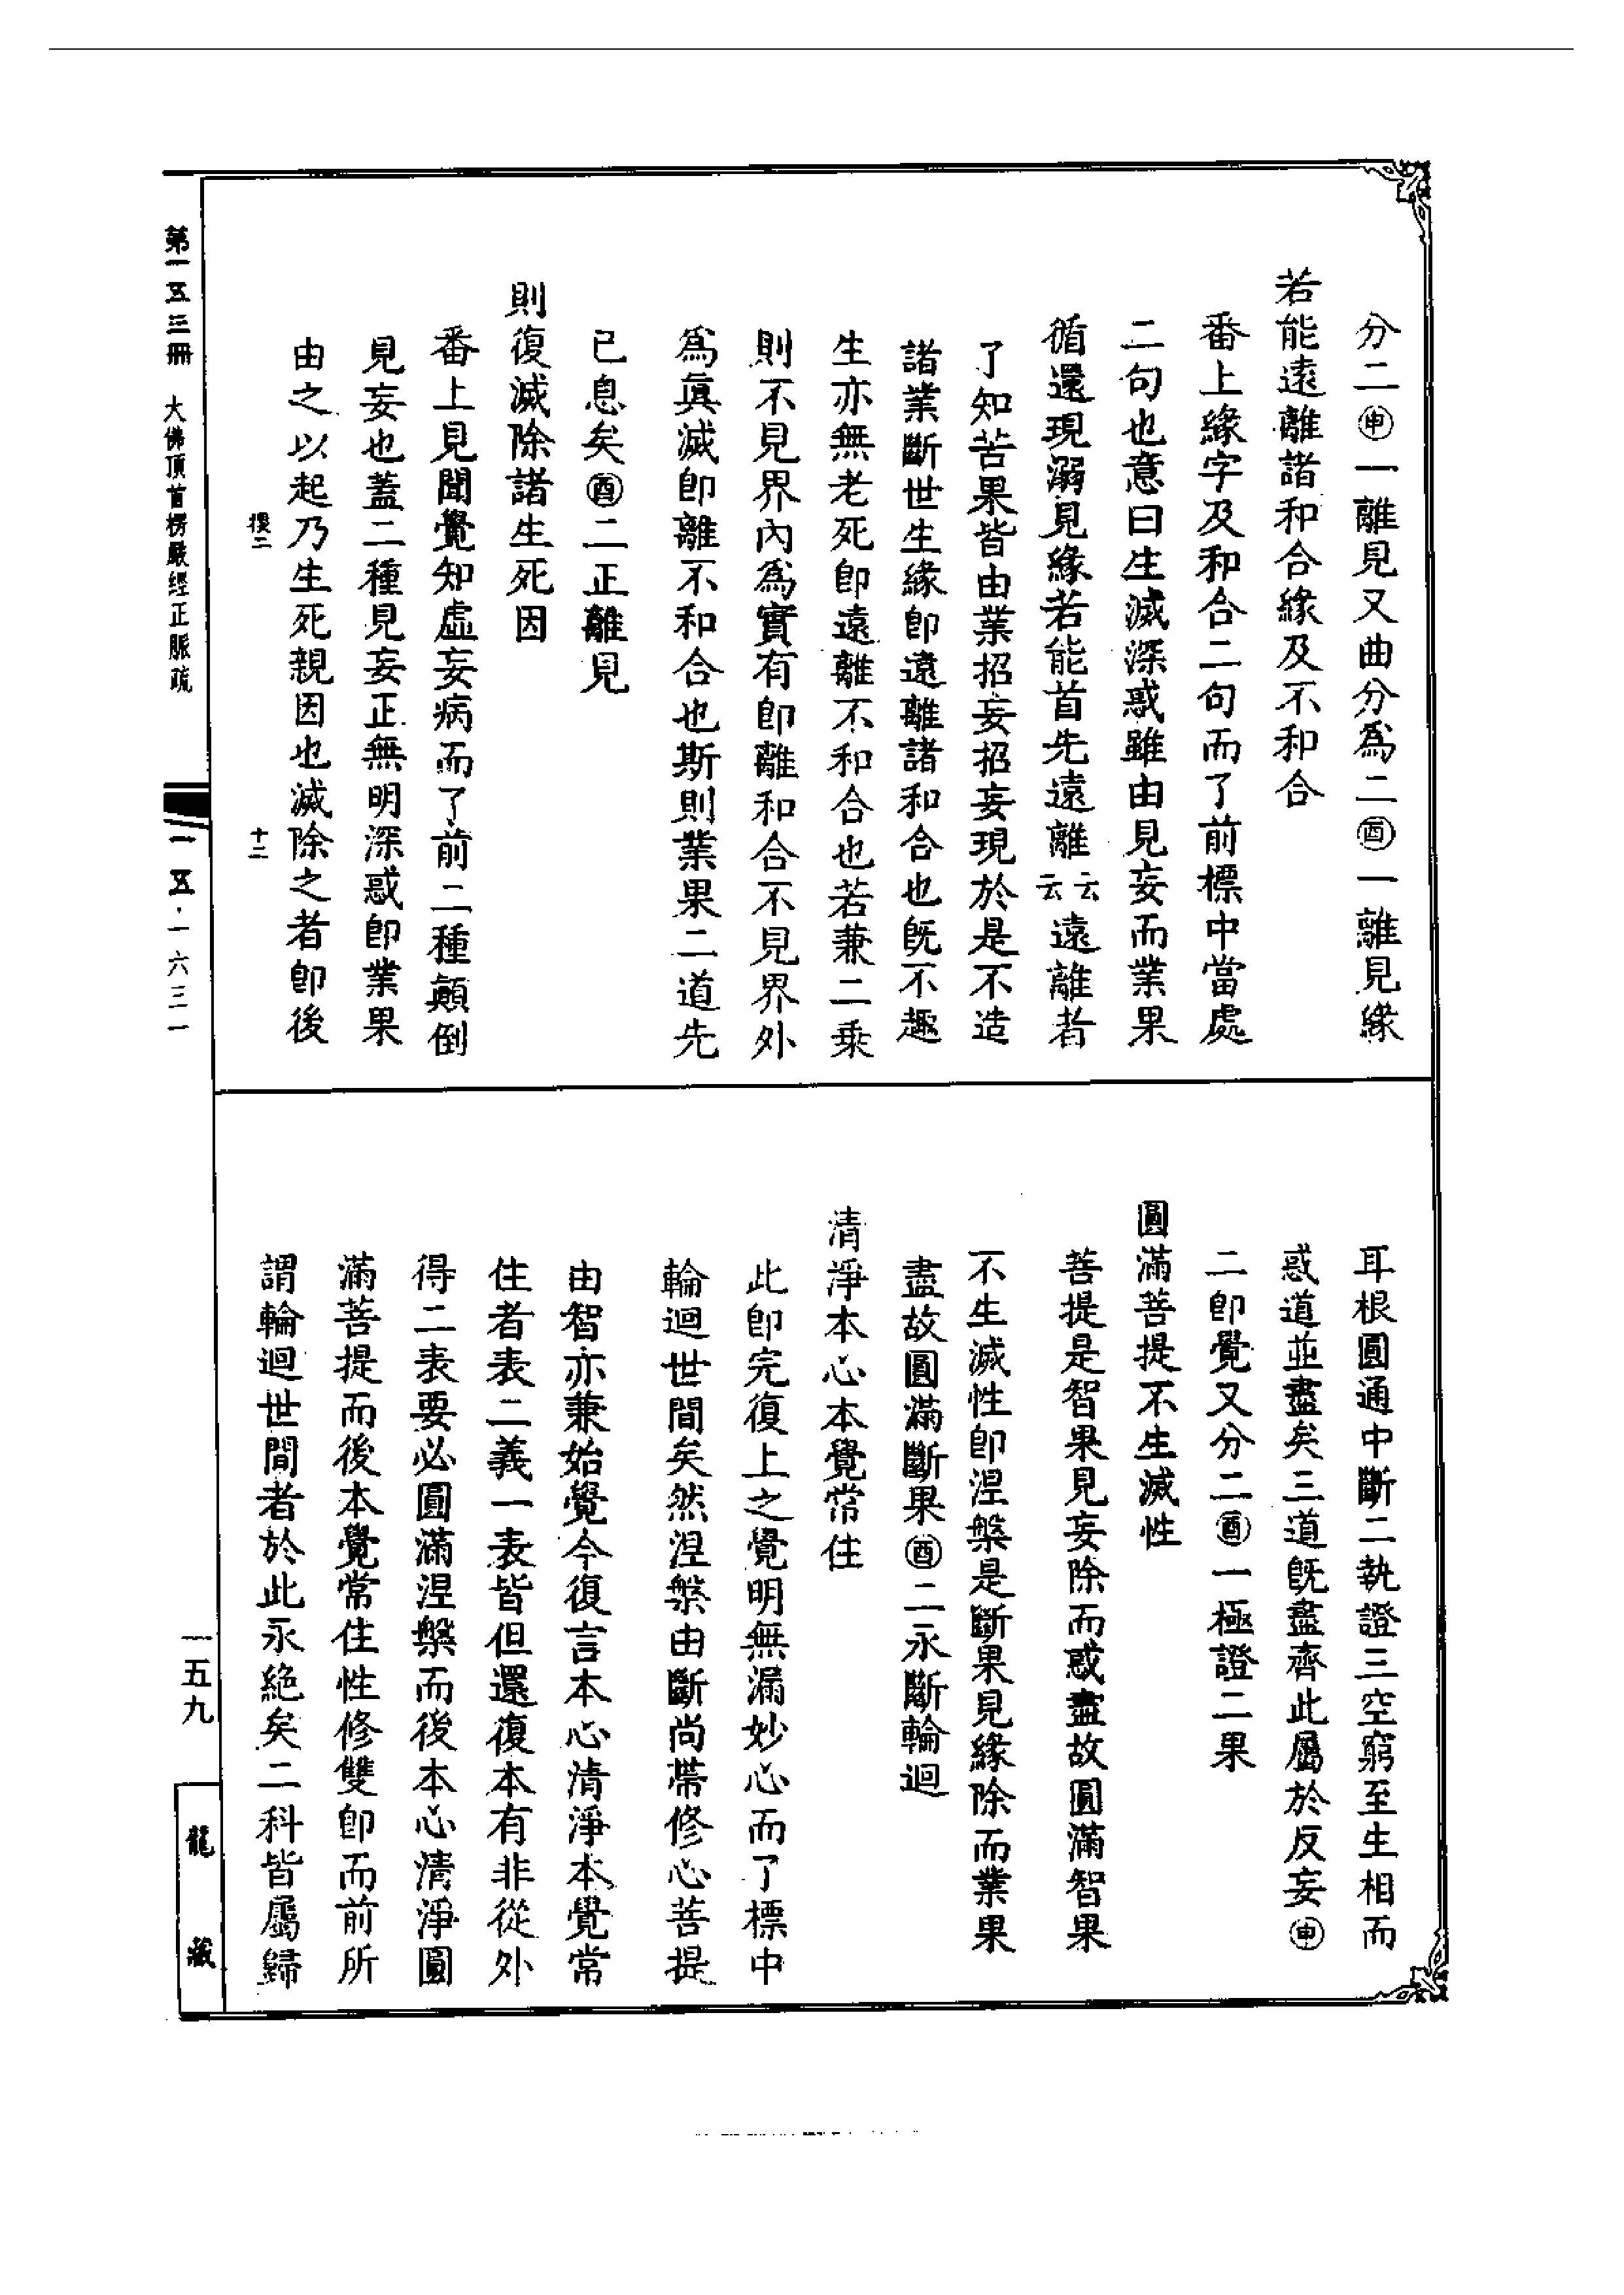 分二㊥一離見又曲分為二㊒一離見緣
若能遠離諸和合緣及不和合
番上緣字及和合二句而了前標中當處
二句也意曰生滅深惑雖由見妄而業果
循還現溺見緣若能首先遠離云云遠離者
了知苦果皆由業招妄招妄現於是不造
諸業斷世生緣卽遠離諸和合也旣不趣
生亦無老死卽遠離不和合也若兼二乘
則不見界內為實有卽離和合不見界外
為眞滅卽離不和合也斯則業果二道先
已息矣酉二正離見
則復滅除諸生死因
番上見聞覺知虛妄病而了前二種顛倒
見妄也蓋二種見妄正無明深惑卽業果
由之以起乃生死親因也滅除之者卽後
十二
耳根圓通中斷二執證三空窮至生相而
惑道並盡矣三道旣盡齊此屬於反妄申
二卽覺又分二酉一極證二果
圓滿菩提不生滅性
菩提是智果見妄除而惑盡故圓滿智果
不生滅性卽涅槃是斷果見緣除而業果
盡故圓滿斷果酉二永斷輪迴
清淨本心本覺常住
此卽完復上之覺明無漏妙心而了標中
輪迴世間矣然涅槃由斷尚帶修心菩提
由智亦兼始覺今復言本心清淨本覺常
住者表二義一表皆但還復本有非從外
得二表要必圓滿涅槃而後本心清淨圓
滿菩提而後本覺常住性修雙卽而前所
謂輪迴世間者於此永絕矣二科皆屬歸
第一五三冊 大佛頂首楞嚴經正脈疏
一五·一六三一
一五九
龍藏